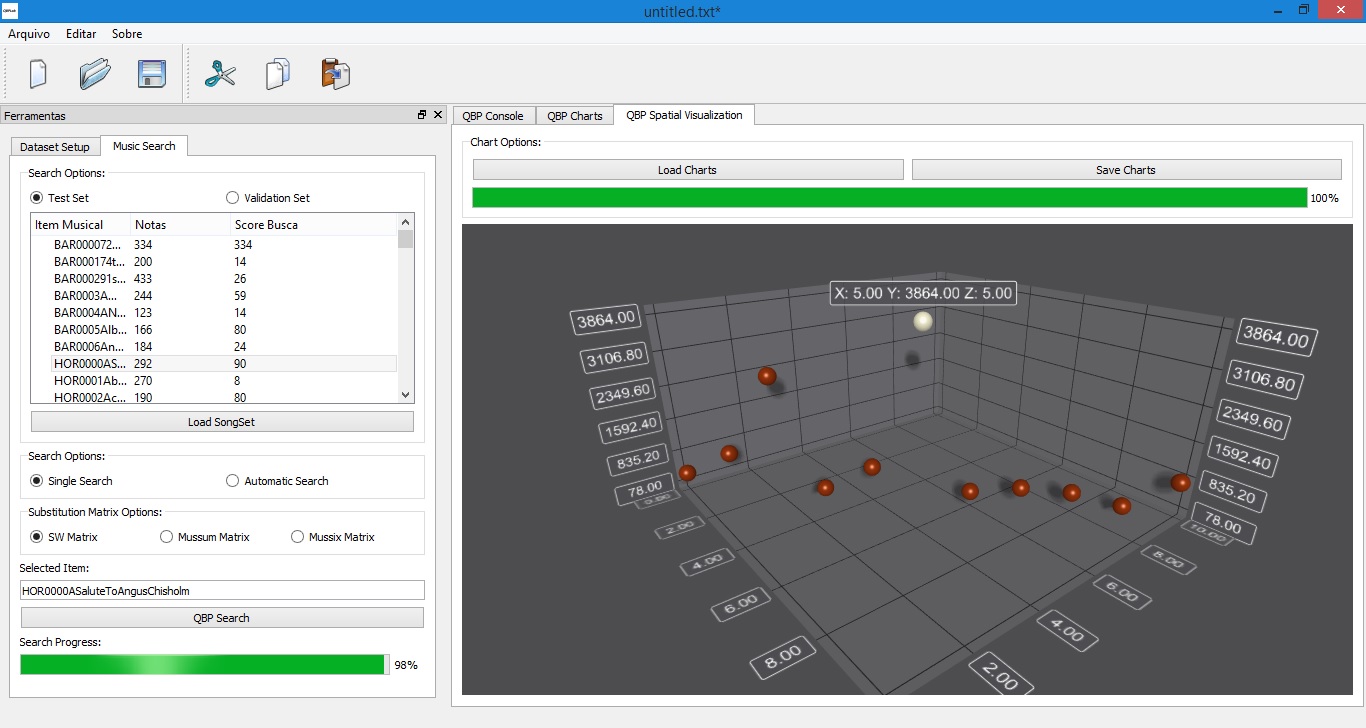 QBPLAB
untitled.txt*
Arquivo Editar Sobre
Ferramentas
Dataset Setup Music Search
Search Options:
Test Set Validation Set
Item Musical Notas Score Busca
BAR000072... 334 334
BAR000174t... 200 14
BAR000291s... 433 26
BAR0003A... 244 59
BAR0004AN... 123 14
BAR0005Alb... 166 80
BAR0006An... 184 24
HOR0000AS... 292 90
HOR0001Ab... 270 8
HOR0002Ac... 190 80
Load SongSet
Search Options:
Single Search Automatic Search
Substitution Matrix Options:
SW Matrix Mussum Matrix Mussix Matrix
Selected Item:
HOR0000ASaluteToAngusChisholm
QBP Search
Search Progress:
98%
QBP Console QBP Charts QBP Spatial Visualization
Chart Options:
Load Charts Save Charts
100%
X: 5.00 Y: 3864.00 Z: 5.00
3864.00
3106.80
2349.60
1592.40
835.20
78.00
0.00
2.00
4.00
6.00
8.00
3864.00
3106.80
2349.60
1592.40
835.20
78.00
10.00
8.00
6.00
4.00
2.00